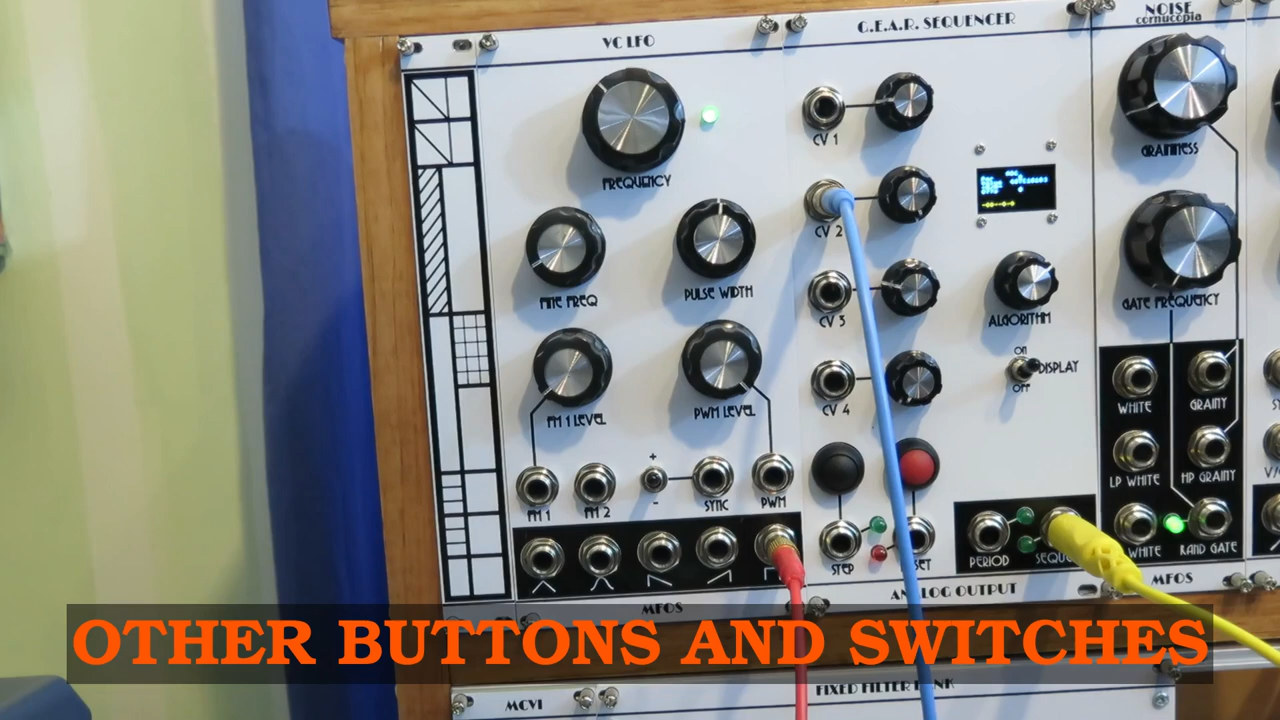 VC LFO
G.E.A.R. SEQUENCER
NOISE
cornucopia
CV 1
GRAININESS
FREQUENCY
CV 2
FINE FREQ
PULSE WIDTH
CV 3
ALGORITHM
GATE FREQUENCY
ON
DISPLAY
OFF
FM 1 LEVEL
PWM LEVEL
CV 4
WHITE
GRAINY
+
-
SYNC
PWM
FM 1
FM 2
LP WHITE
HP GRAINY
STEP
SET
PERIOD
SEQU
WHITE
RAND GATE
MFOS
ANALOG OUTPUT
MFOS
OTHER BUTTONS AND SWITCHES
MCVI
FIXED FILTER